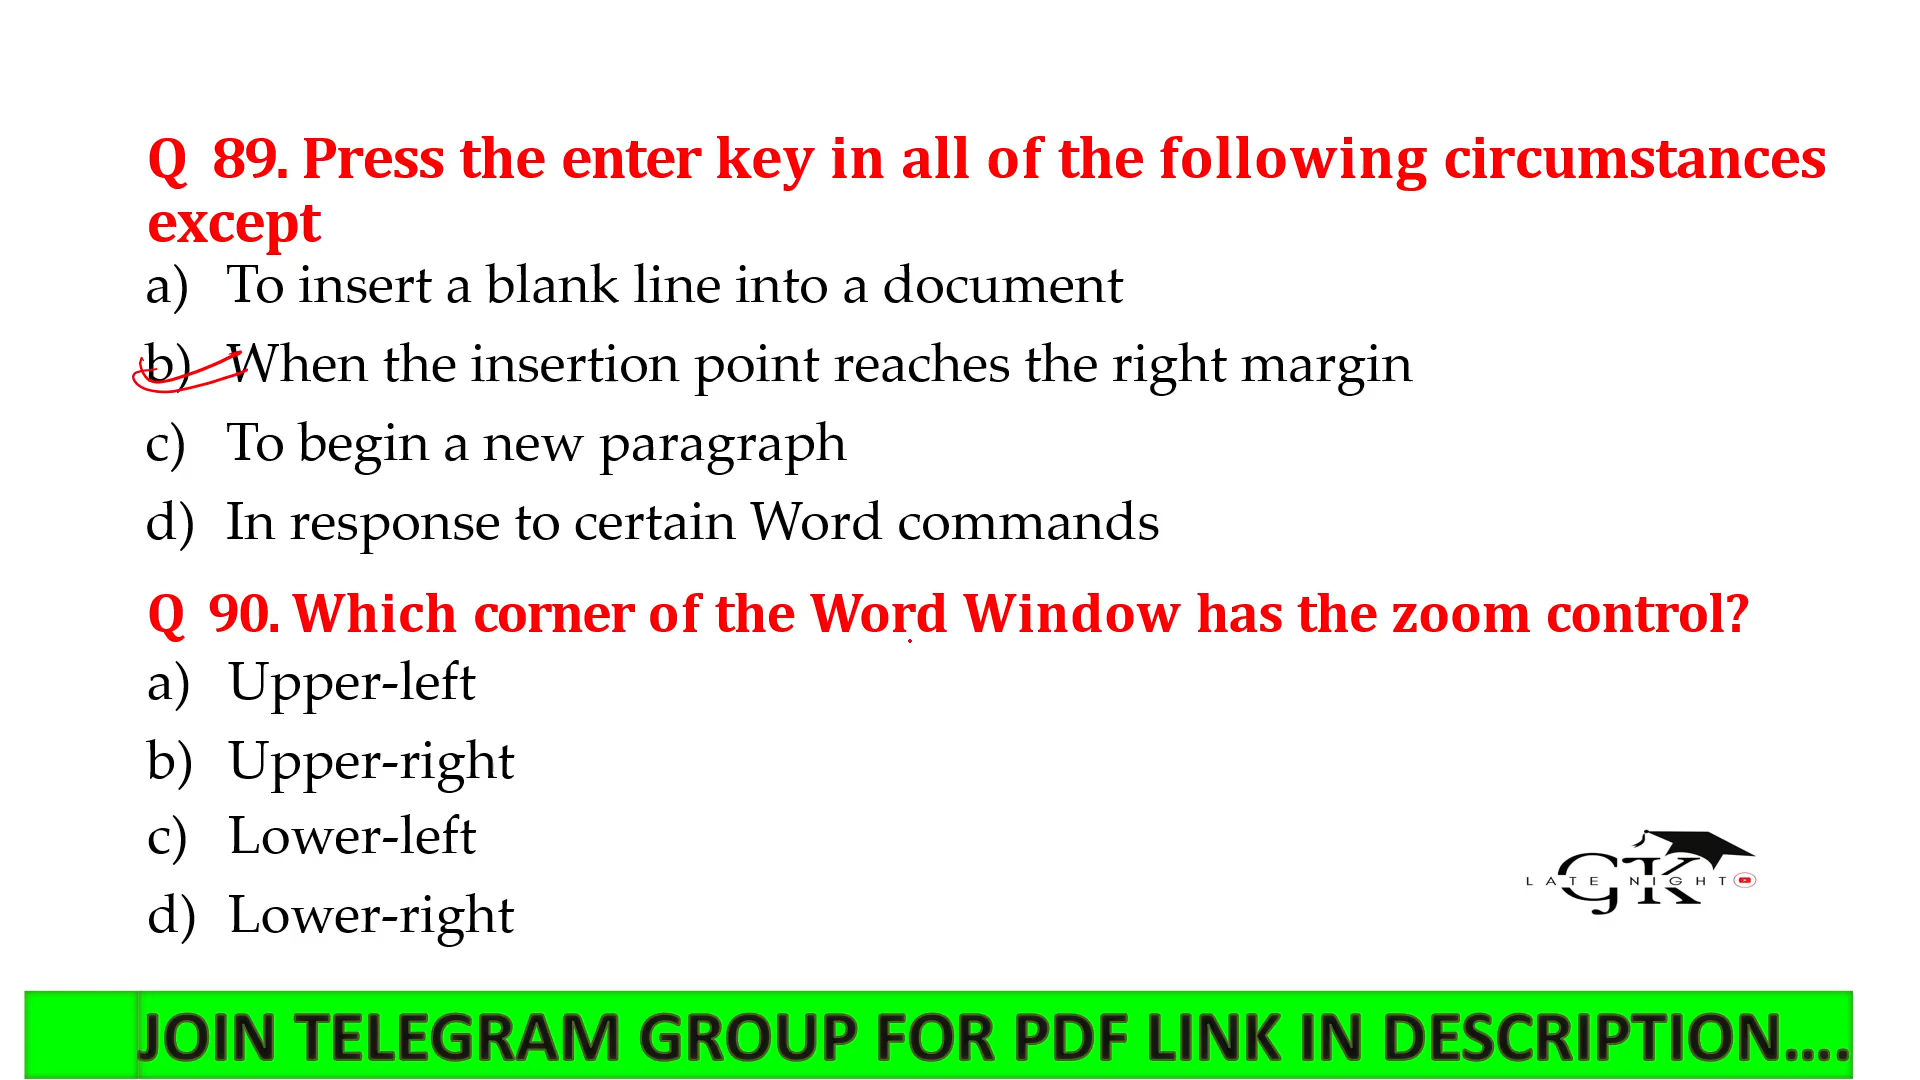 Q 89. Press the enter key in all of the following circumstances
except
a) To insert a blank line into a document
b) When the insertion point reaches the right margin
c) To begin a new paragraph
d) In response to certain Word commands
Q 90. Which corner of the Word Window has the zoom control?
a) Upper-left
b) Upper-right
c) Lower-left
d) Lower-right
GK
LATE NIGHT
JOIN TELEGRAM GROUP FOR PDF LINK IN DESCRIPTION....